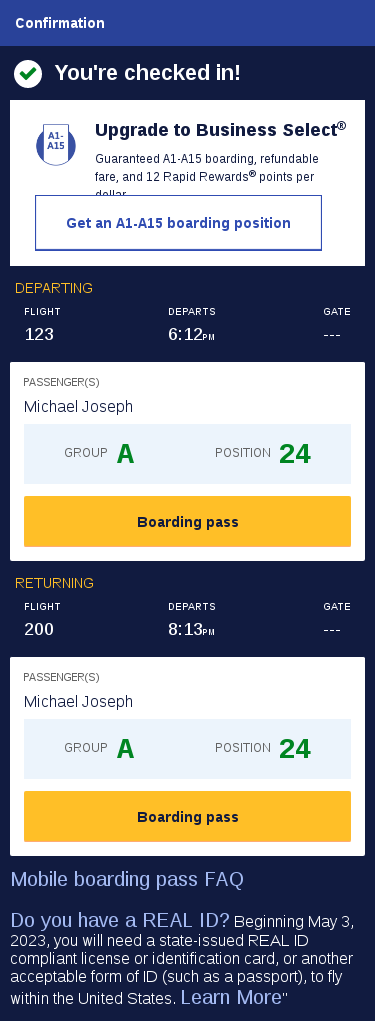 Confirmation
You're checked in!
A1-
A15
Upgrade to Business Select®
Guaranteed A1-A15 boarding, refundable
fare, and 12 Rapid Rewards® points per
dollar
Get an A1-A15 boarding position
DEPARTING
FLIGHT DEPARTS GATE
123 6:12PM ---
PASSENGER(S)
Michael Joseph
GROUP A POSITION 24
Boarding pass
RETURNING
FLIGHT DEPARTS GATE
200 8:13PM ---
PASSENGER(S)
Michael Joseph
GROUP A POSITION 24
Boarding pass
Mobile boarding pass FAQ
Do you have a REAL ID? Beginning May 3,
2023, you will need a state-issued REAL ID
compliant license or identification card, or another
acceptable form of ID (such as a passport), to fly
within the United States. Learn More"